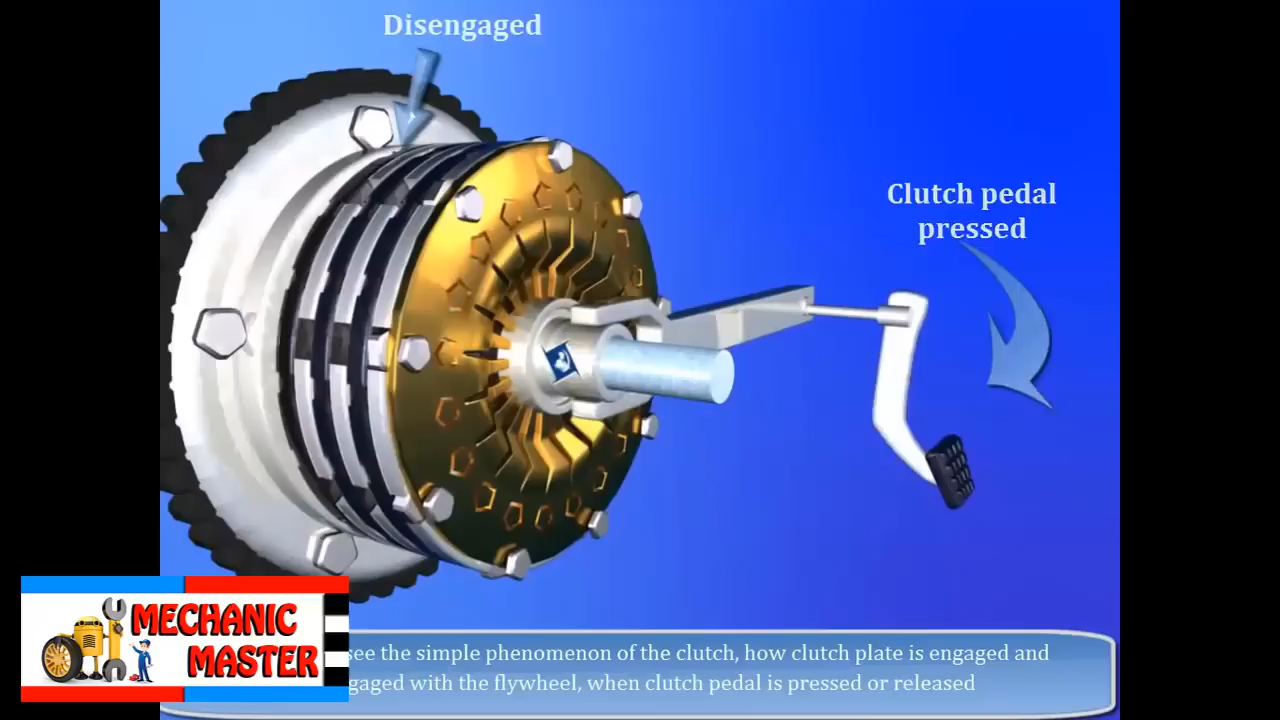 Disengaged
Clutch pedal
pressed
MECHANIC
MASTER
see the simple phenomenon of the clutch, how clutch plate is engaged and
gaged with the flywheel, when clutch pedal is pressed or released